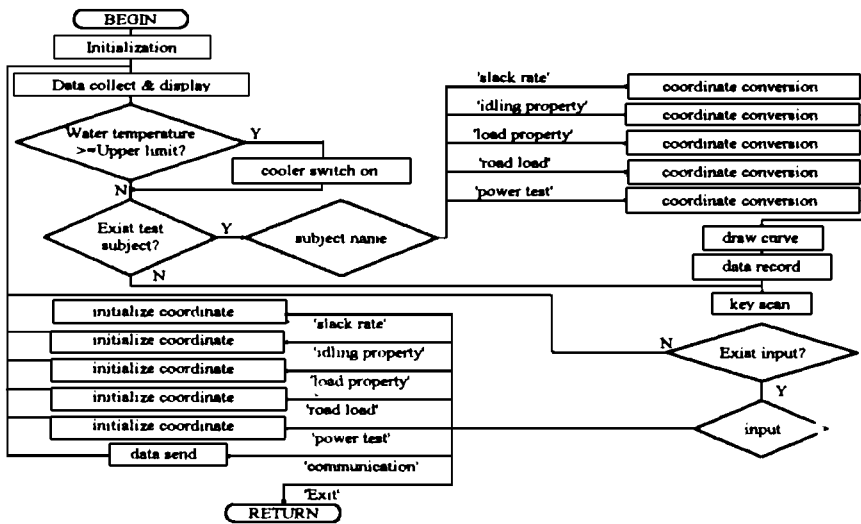 BEGIN
Initialization
Data collect & display
Water temperature
>=Upper limit?
Y
cooler switch on
N
Exist test
subject?
Y
N
subject name
'slack rate'
coordinate conversion
'idling property'
coordinate conversion
'load property'
coordinate conversion
'road load'
coordinate conversion
'power test'
coordinate conversion
draw curve
data record
key scan
Exist input?
N
Y
input
initialize coordinate
'slack rate'
initialize coordinate
'idling property'
initialize coordinate
'load property'
initialize coordinate
'road load'
initialize coordinate
'power test'
data send
'communication'
'Exit'
RETURN